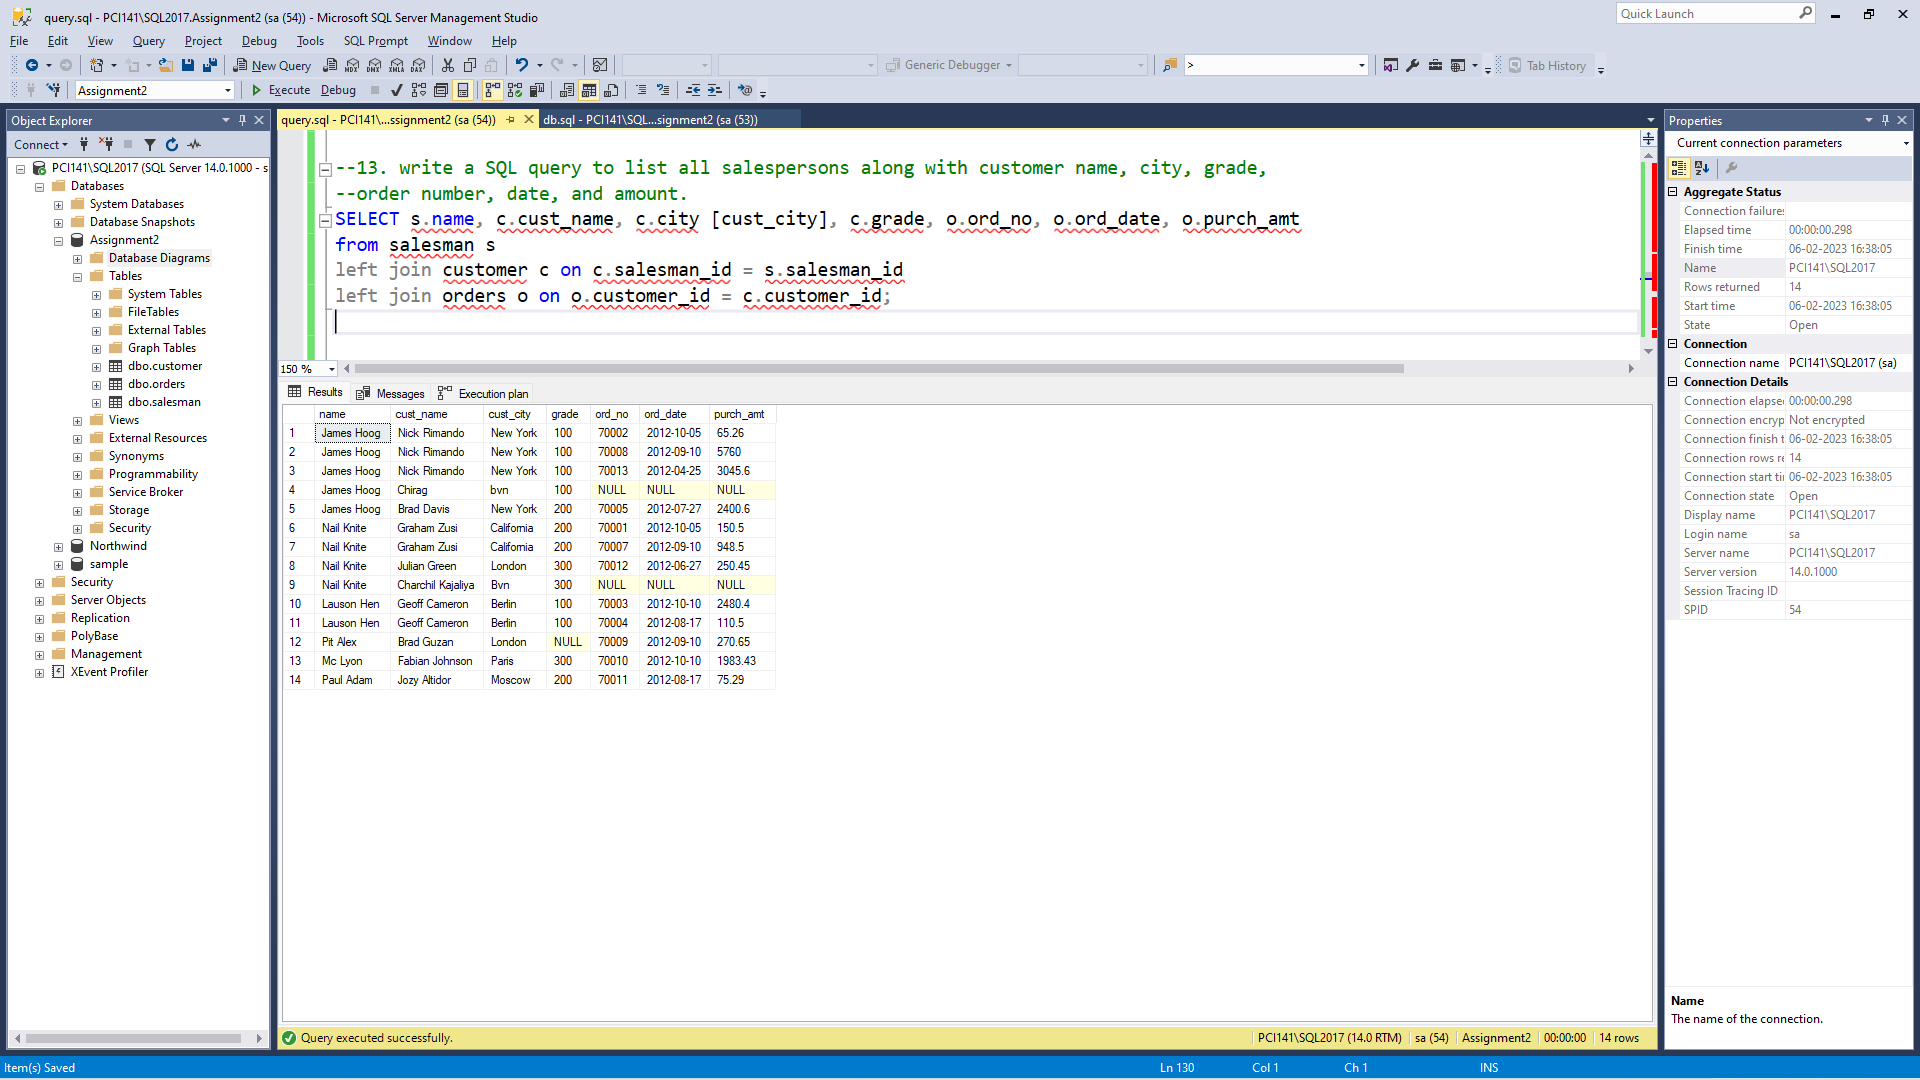 query.sql - PCI141\SQL2017.Assignment2 (sa (54)) - Microsoft SQL Server Management Studio
Quick Launch
File Edit View Query Project Debug Tools SQL Prompt Window Help
New Query
Generic Debugger
>
Tab History
Assignment2
Execute Debug
Object Explorer
Connect
PCI141\SQL2017 (SQL Server 14.0.1000 - s
Databases
System Databases
Database Snapshots
Assignment2
Database Diagrams
Tables
System Tables
FileTables
External Tables
Graph Tables
dbo.customer
dbo.orders
dbo.salesman
Views
External Resources
Synonyms
Programmability
Service Broker
Storage
Security
Northwind
sample
Security
Server Objects
Replication
PolyBase
Management
XEvent Profiler
query.sql - PCI141\...ssignment2 (sa (54))
db.sql - PCI141\SQL...signment2 (sa (53))
--13. write a SQL query to list all salespersons along with customer name, city, grade,
--order number, date, and amount.
SELECT s.name, c.cust_name, c.city [cust_city], c.grade, o.ord_no, o.ord_date, o.purch_amt
from salesman s
left join customer c on c.salesman_id = s.salesman_id
left join orders o on o.customer_id = c.customer_id;
150 %
Results Messages Execution plan
name cust_name cust_city grade ord_no ord_date purch_amt
1 James Hoog Nick Rimando New York 100 70002 2012-10-05 65.26
2 James Hoog Nick Rimando New York 100 70008 2012-09-10 5760
3 James Hoog Nick Rimando New York 100 70013 2012-04-25 3045.6
4 James Hoog Chirag bvn 100 NULL NULL NULL
5 James Hoog Brad Davis New York 200 70005 2012-07-27 2400.6
6 Nail Knite Graham Zusi California 200 70001 2012-10-05 150.5
7 Nail Knite Graham Zusi California 200 70007 2012-09-10 948.5
8 Nail Knite Julian Green London 300 70012 2012-06-27 250.45
9 Nail Knite Charchil Kajaliya Bvn 300 NULL NULL NULL
10 Lauson Hen Geoff Cameron Berlin 100 70003 2012-10-10 2480.4
11 Lauson Hen Geoff Cameron Berlin 100 70004 2012-08-17 110.5
12 Pit Alex Brad Guzan London NULL 70009 2012-09-10 270.65
13 Mc Lyon Fabian Johnson Paris 300 70010 2012-10-10 1983.43
14 Paul Adam Jozy Altidor Moscow 200 70011 2012-08-17 75.29
Query executed successfully.
PCI141\SQL2017 (14.0 RTM) sa (54) Assignment2 00:00:00 14 rows
Properties
Current connection parameters
Aggregate Status
Connection failures
Elapsed time 00:00:00.298
Finish time 06-02-2023 16:38:05
Name PCI141\SQL2017
Rows returned 14
Start time 06-02-2023 16:38:05
State Open
Connection
Connection name PCI141\SQL2017 (sa)
Connection Details
Connection elapse 00:00:00.298
Connection encryp Not encrypted
Connection finish t 06-02-2023 16:38:05
Connection rows re 14
Connection start ti 06-02-2023 16:38:05
Connection state Open
Display name PCI141\SQL2017
Login name sa
Server name PCI141\SQL2017
Server version 14.0.1000
Session Tracing ID
SPID 54
Name
The name of the connection.
Item(s) Saved
Ln 130 Col 1 Ch 1 INS